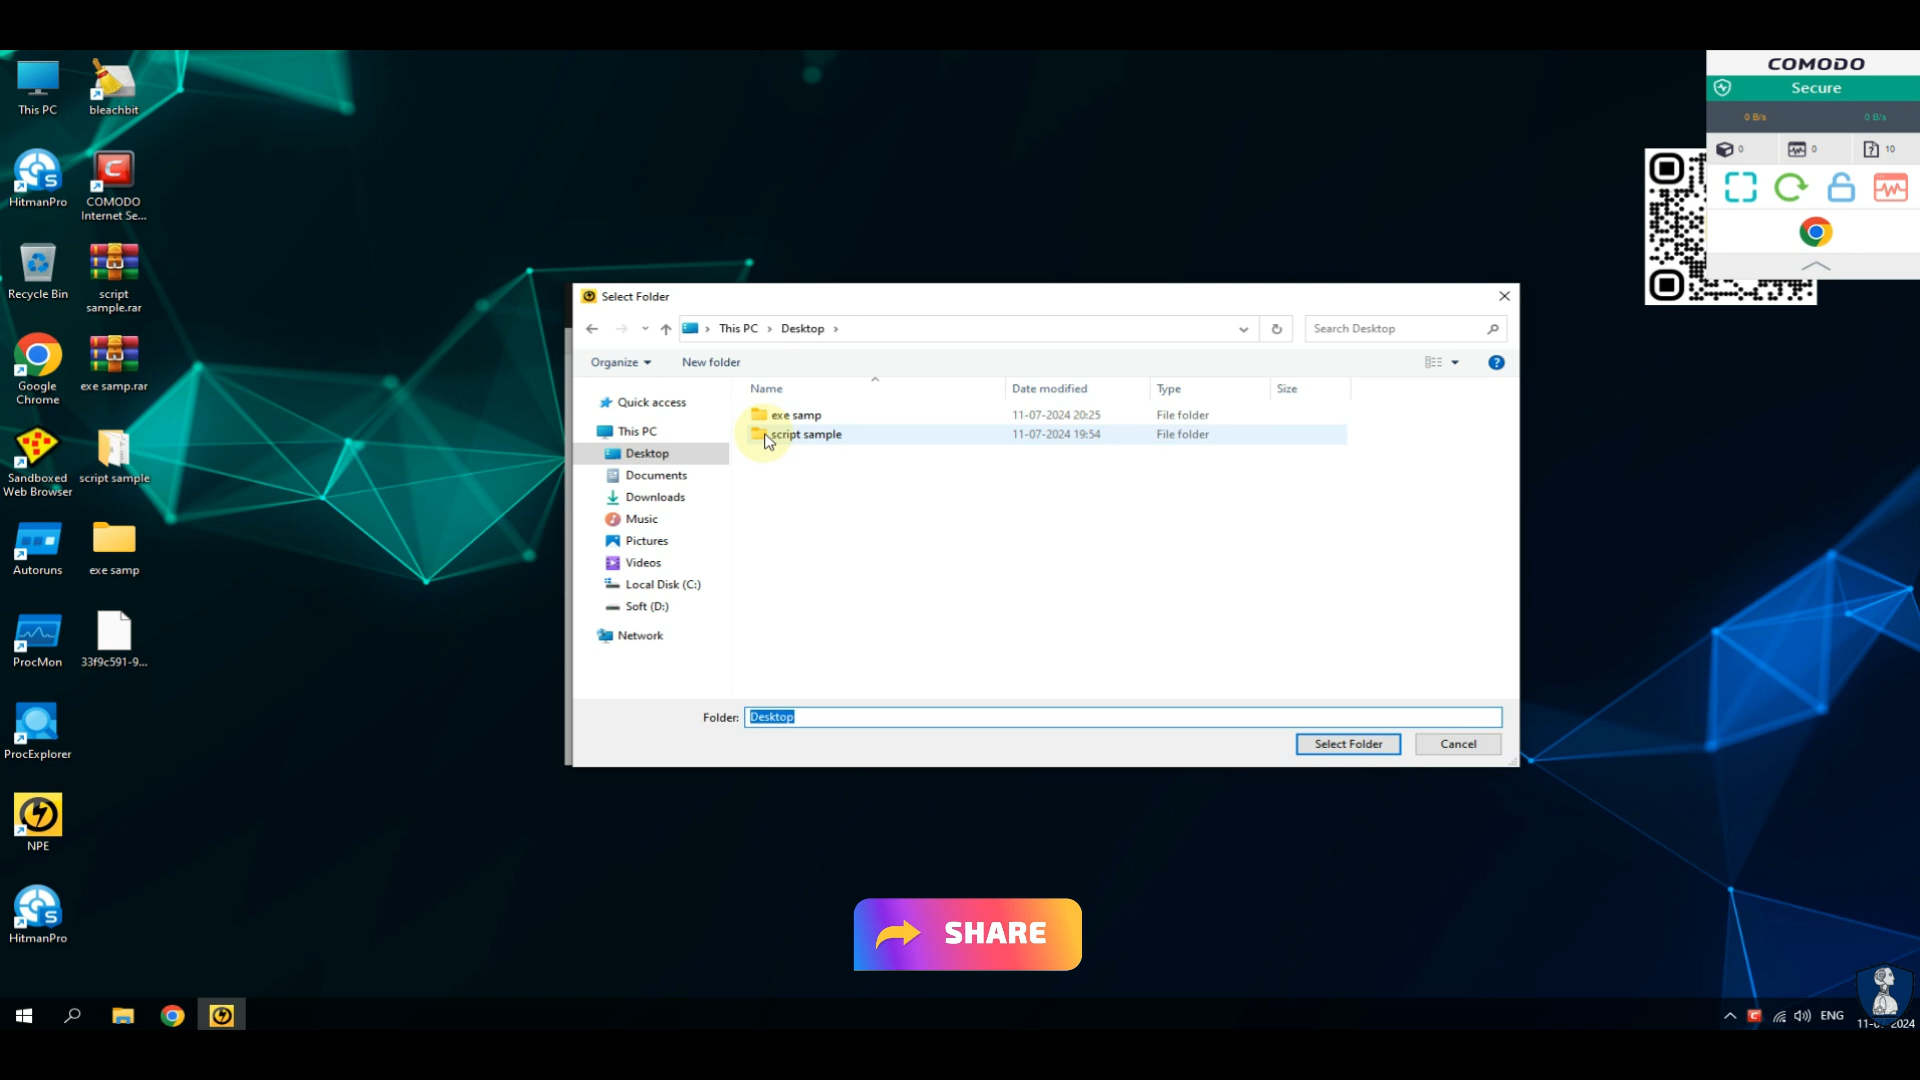 This PC
bleachbit
HitmanPro
COMODO
Internet Se...
Recycle Bin
script
sample.rar
Google
Chrome
exe samp.rar
Sandboxed
Web Browser
script sample
Autoruns
exe samp
ProcMon
33f9c591-9...
ProcExplorer
NPE
HitmanPro
COMODO
Secure
0 B/s
0 B/s
0
0
10
Select Folder
This PC
Desktop
Search Desktop
Organize
New folder
Name
Date modified
Type
Size
exe samp
11-07-2024 20:25
File folder
script sample
11-07-2024 19:54
File folder
Quick access
This PC
Desktop
Documents
Downloads
Music
Pictures
Videos
Local Disk (C:)
Soft (D:)
Network
Folder:
Desktop
Select Folder
Cancel
SHARE
ENG